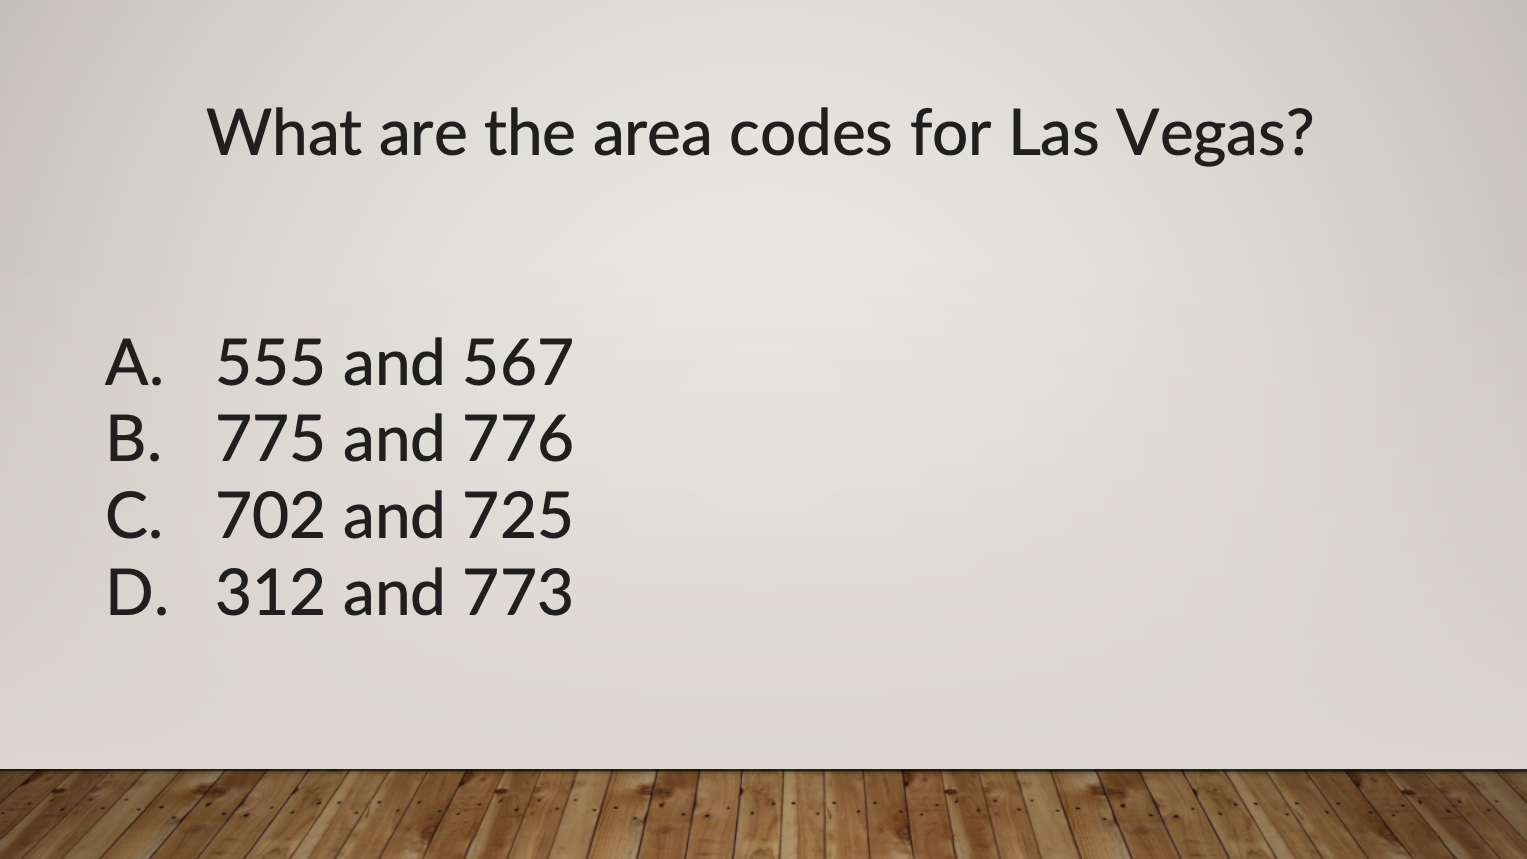 What are the area codes for Las Vegas?
A. 555 and 567
B. 775 and 776
C. 702 and 725
D. 312 and 773